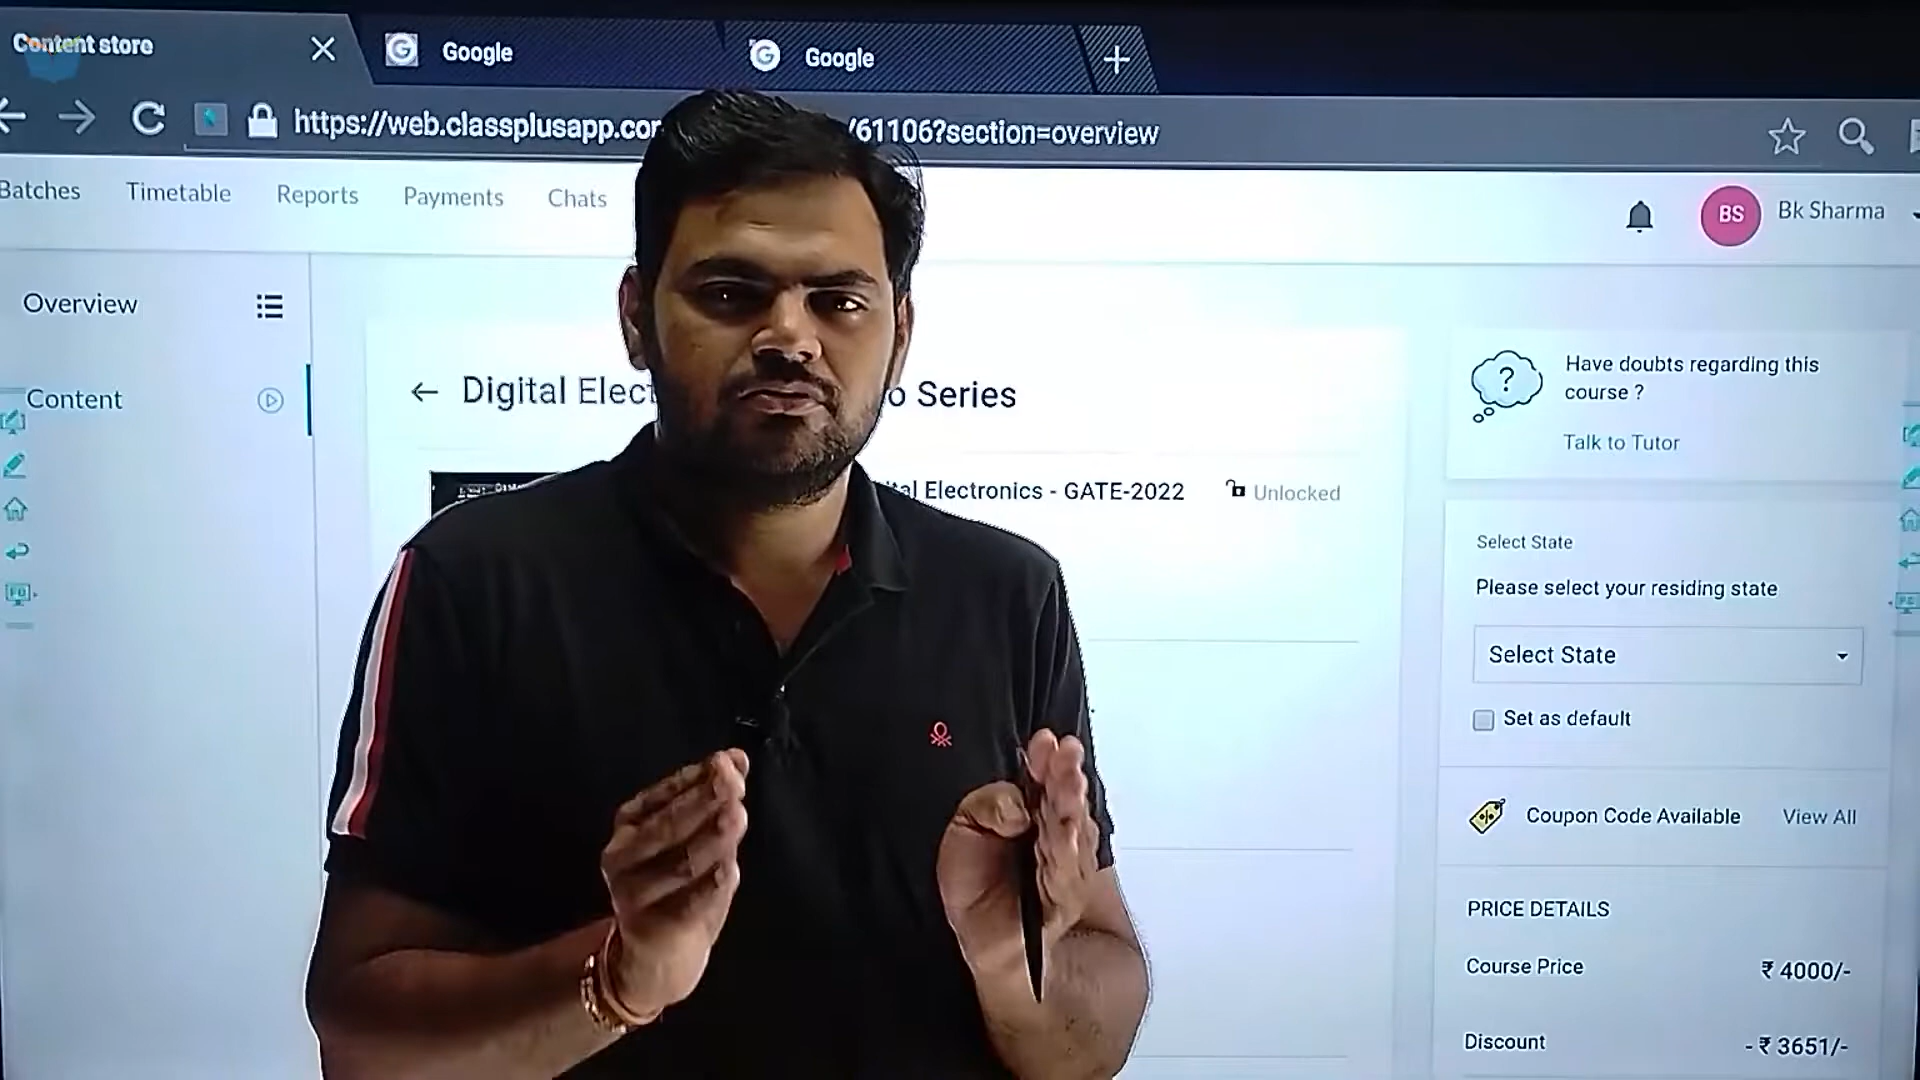 Content store
Google
Google
https://web.classplusapp.co
/61106?section=overview
Batches
Timetable
Reports
Payments
Chats
BS
Bk Sharma
Overview
Content
← Digital Elect
o Series
Have doubts regarding this
course ?
Talk to Tutor
ital Electronics - GATE-2022
Unlocked
Select State
Please select your residing state
Select State
Set as default
Coupon Code Available
View All
PRICE DETAILS
Course Price
₹ 4000/-
Discount
- ₹ 3651/-